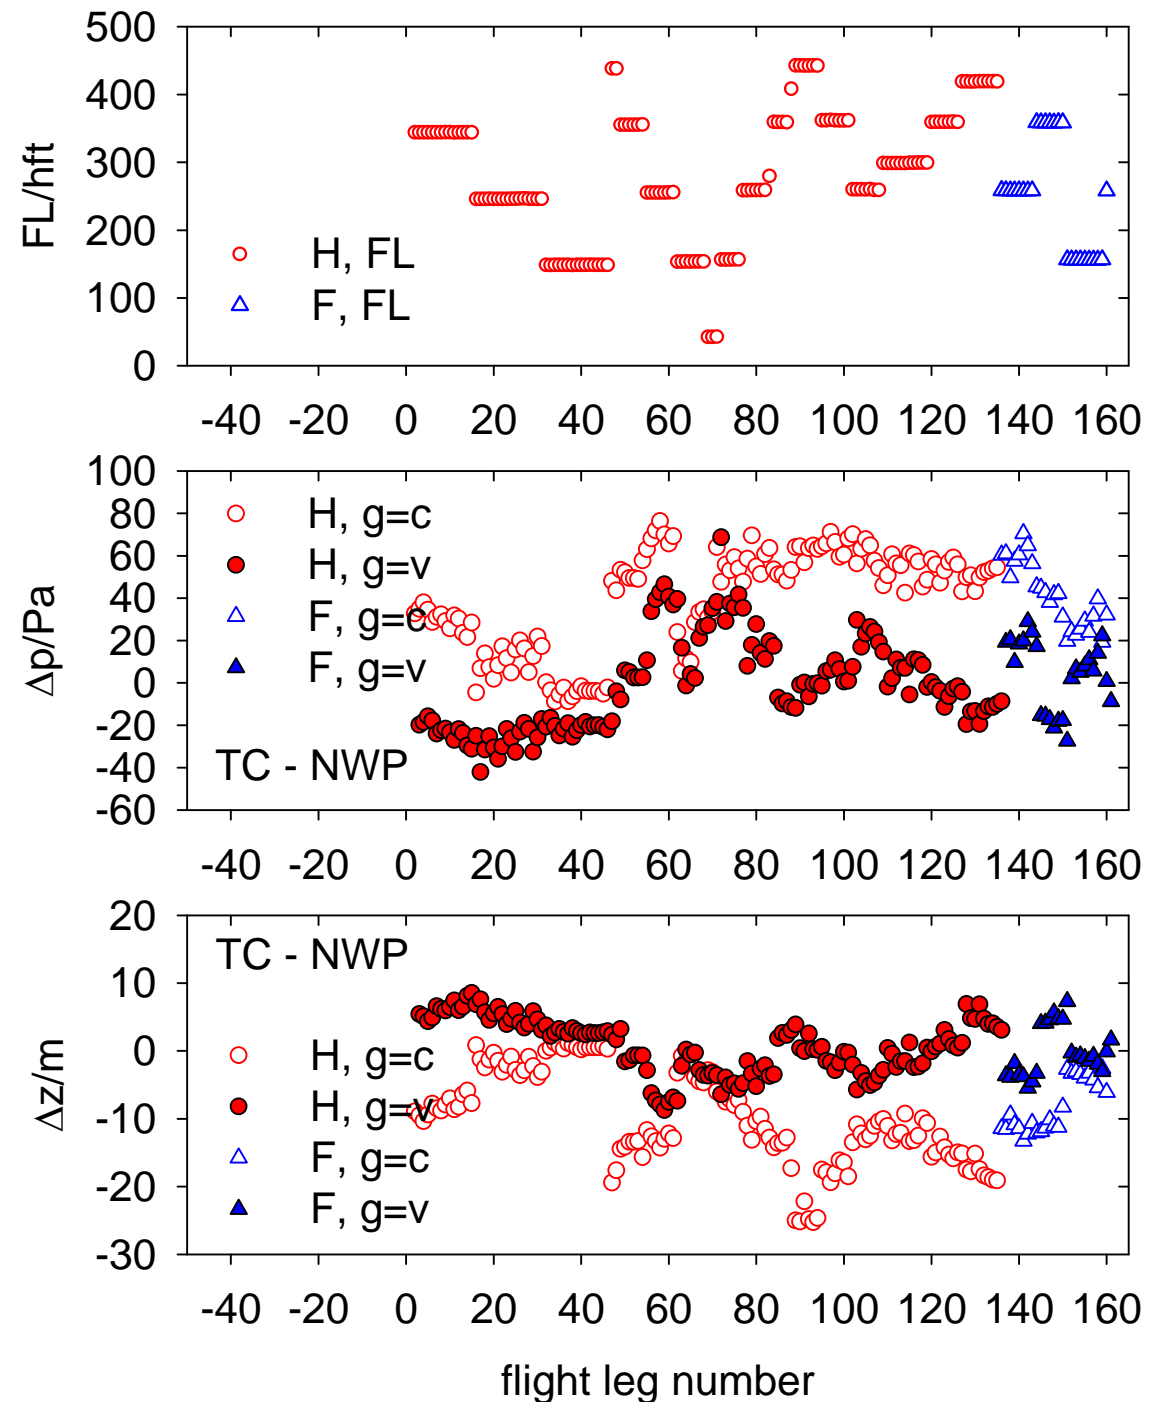 500
400
300
200
100
0
FL/hft
H, FL
F, FL
-40 -20 0 20 40 60 80 100 120 140 160
100
80
60
40
20
0
-20
-40
-60
Δp/Pa
H, g=c
H, g=v
F, g=c
F, g=v
TC - NWP
-40 -20 0 20 40 60 80 100 120 140 160
20
10
0
-10
-20
-30
Δz/m
TC - NWP
H, g=c
H, g=v
F, g=c
F, g=v
-40 -20 0 20 40 60 80 100 120 140 160
flight leg number